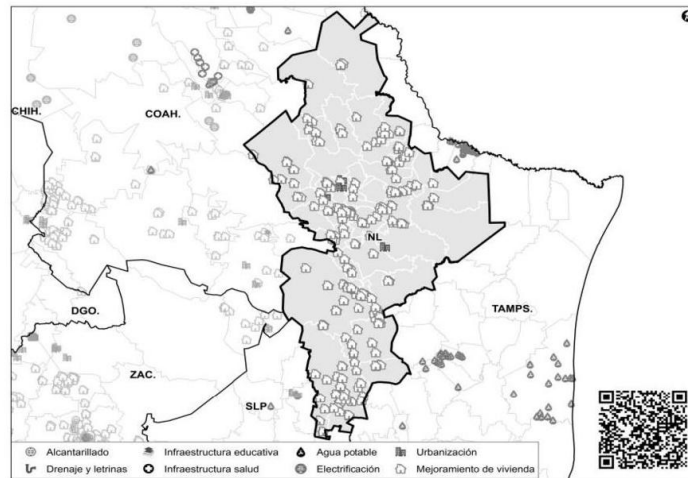 CHIH.
COAH.
NL
DGO.
TAMPS.
ZAC.
SLP
Alcantarillado
Infraestructura educativa
Agua potable
Urbanización
Drenaje y letrinas
Infraestructura salud
Electrificación
Mejoramiento de vivienda